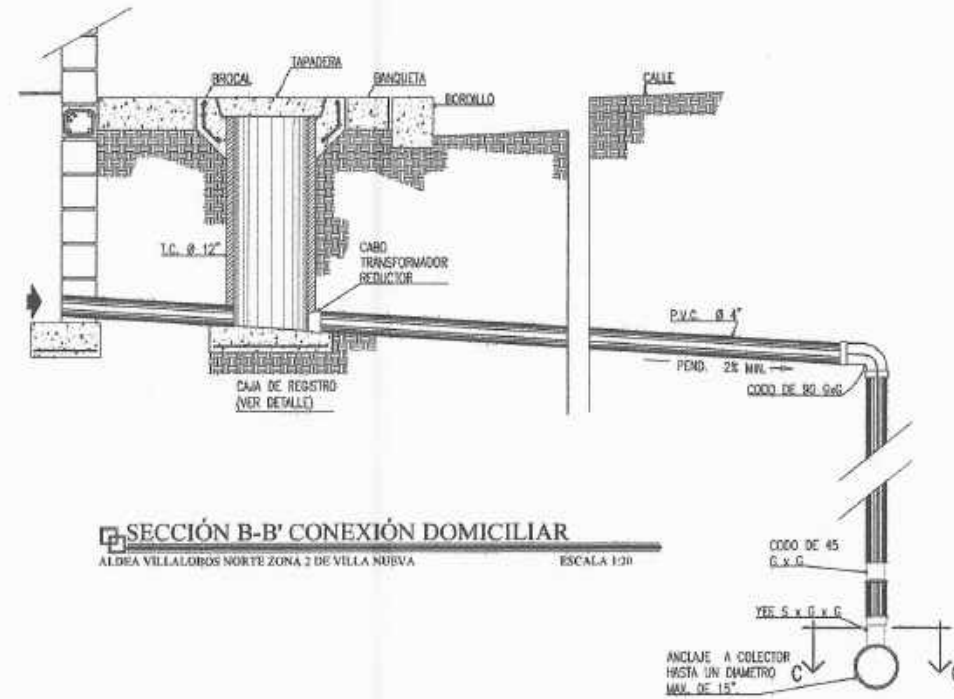 TAPADERA
BROCAL
BANQUETA
BORDILLO
CALLE
T.C. Ø 12"
CABO
TRANSFORMADOR
REDUCTOR
P.V.C Ø 4"
PEND. 2% MIN.
CODO DE 90 GxG
CAJA DE REGISTRO
(VER DETALLE)
SECCIÓN B-B' CONEXIÓN DOMICILIAR
ALDEA VILLALOBOS NORTE ZONA 2 DE VILLA NUEVA
ESCALA 1:20
CODO DE 45
G x G
YEE S x G x G
ANCLAJE A COLECTOR
HASTA UN DIAMETRO
MAX. DE 15"
C